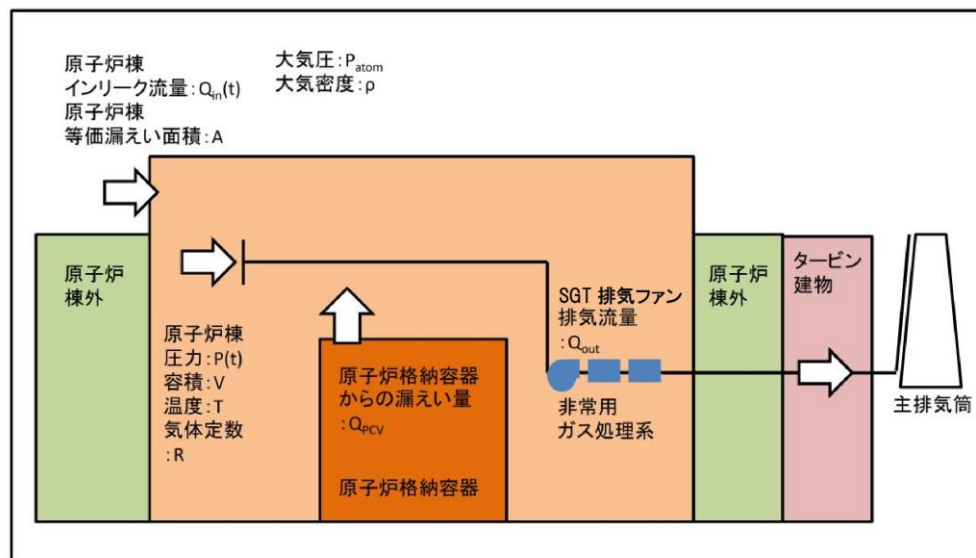 原子炉棟
インリーク流量:Qin(t)
原子炉棟
等価漏えい面積:A
大気圧:Patom
大気密度:ρ
原子炉
棟外
原子炉棟
圧力:P(t)
容積:V
温度:T
気体定数
:R
原子炉格納容器
からの漏えい量
:QPCV
原子炉格納容器
SGT 排気ファン
排気流量
:Qout
非常用
ガス処理系
原子炉
棟外
タービン
建物
主排気筒